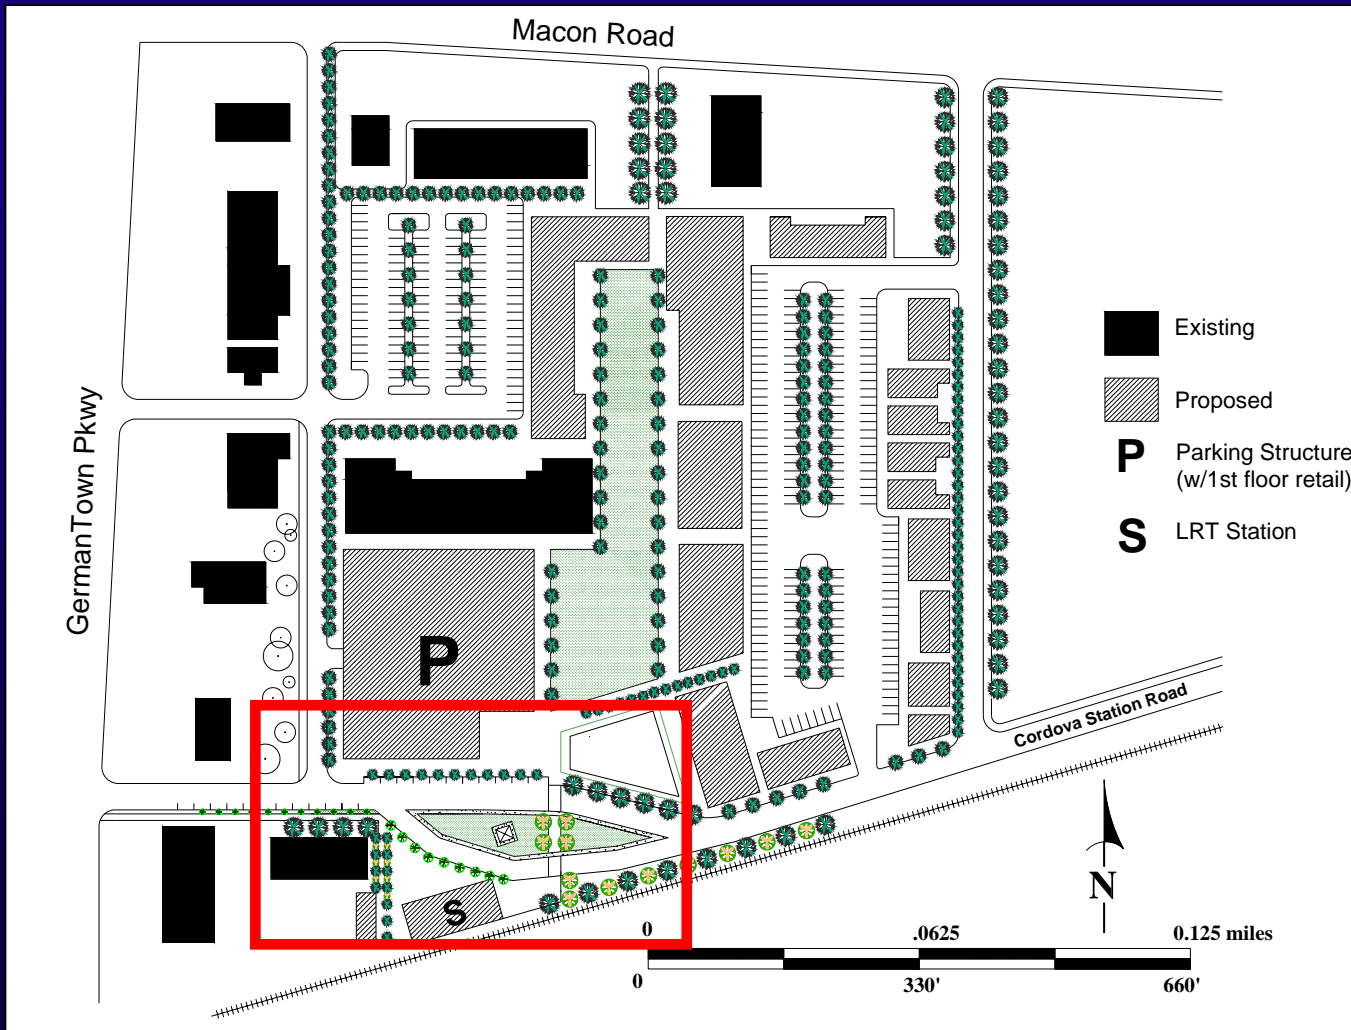 Macon Road
GermanTown Pkwy
Existing
Proposed
P
Parking Structure
(w/1st floor retail)
S
LRT Station
P
Cordova Station Road
S
N
0
.0625
0.125 miles
0
330'
660'